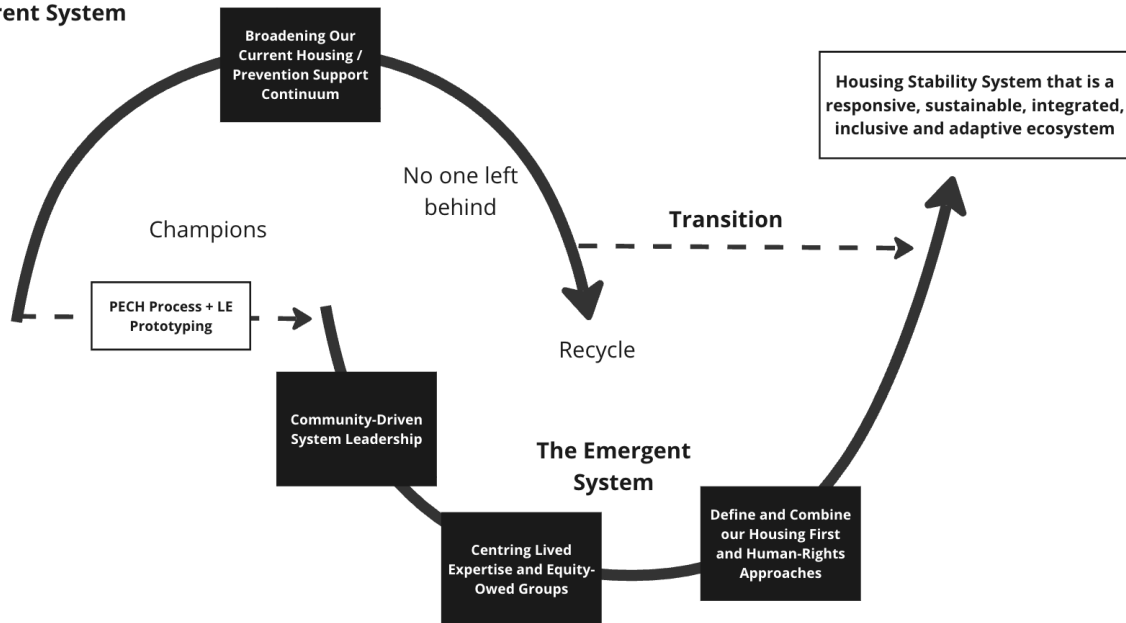 System
Broadening Our
Current Housing /
Prevention Support
Continuum
Housing Stability System that is a
responsive, sustainable, integrated,
inclusive and adaptive ecosystem
No one left
behind
Transition
Champions
PECH Process + LE
Prototyping
Recycle
Community-Driven
System Leadership
The Emergent
System
Define and Combine
our Housing First
and Human-Rights
Approaches
Centring Lived
Expertise and Equity-
Owed Groups